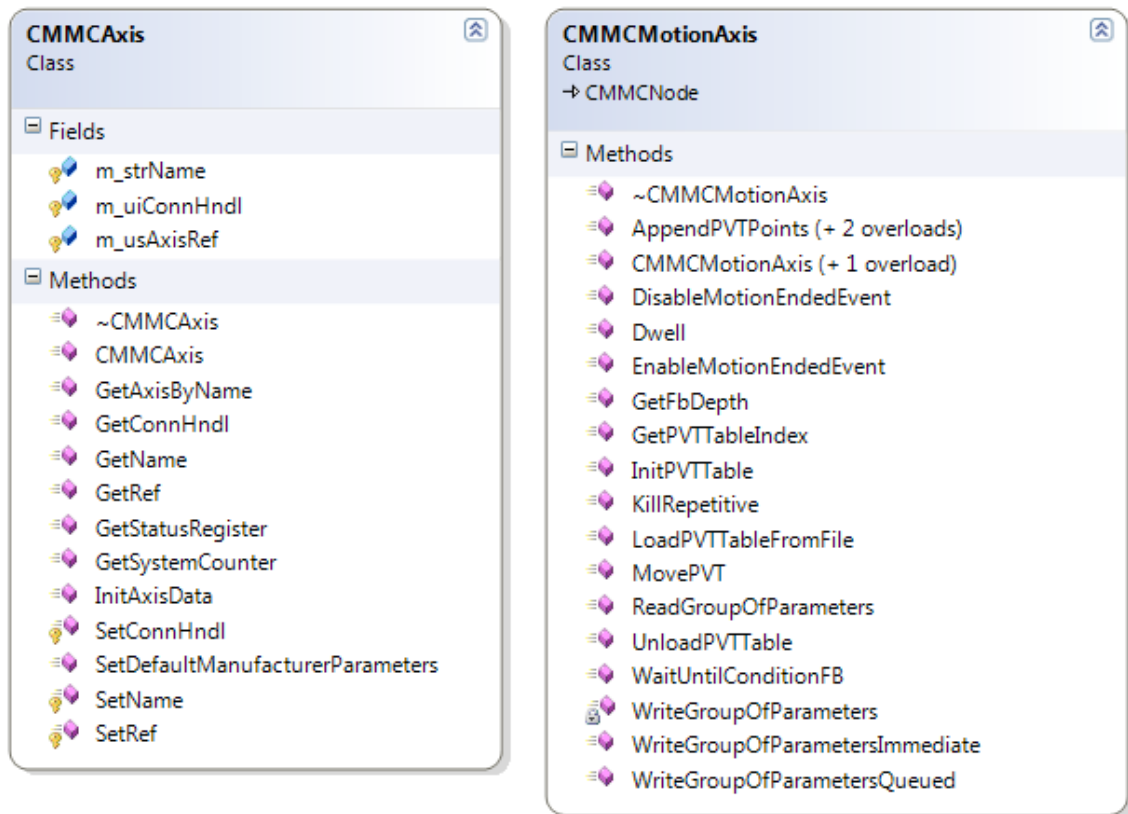 CMMCAxis
Class
Fields
m_strName
m_uiConnHndl
m_usAxisRef
Methods
~CMMCAxis
CMMCAxis
GetAxisByName
GetConnHndl
GetName
GetRef
GetStatusRegister
GetSystemCounter
InitAxisData
SetConnHndl
SetDefaultManufacturerParameters
SetName
SetRef
CMMCMotionAxis
Class
CMMCNode
Methods
~CMMCMotionAxis
AppendPVTPoints (+ 2 overloads)
CMMCMotionAxis (+ 1 overload)
DisableMotionEndedEvent
Dwell
EnableMotionEndedEvent
GetFbDepth
GetPVTTableIndex
InitPVTTable
KillRepetitive
LoadPVTTableFromFile
MovePVT
ReadGroupOfParameters
UnloadPVTTable
WaitUntilConditionFB
WriteGroupOfParameters
WriteGroupOfParametersImmediate
WriteGroupOfParametersQueued